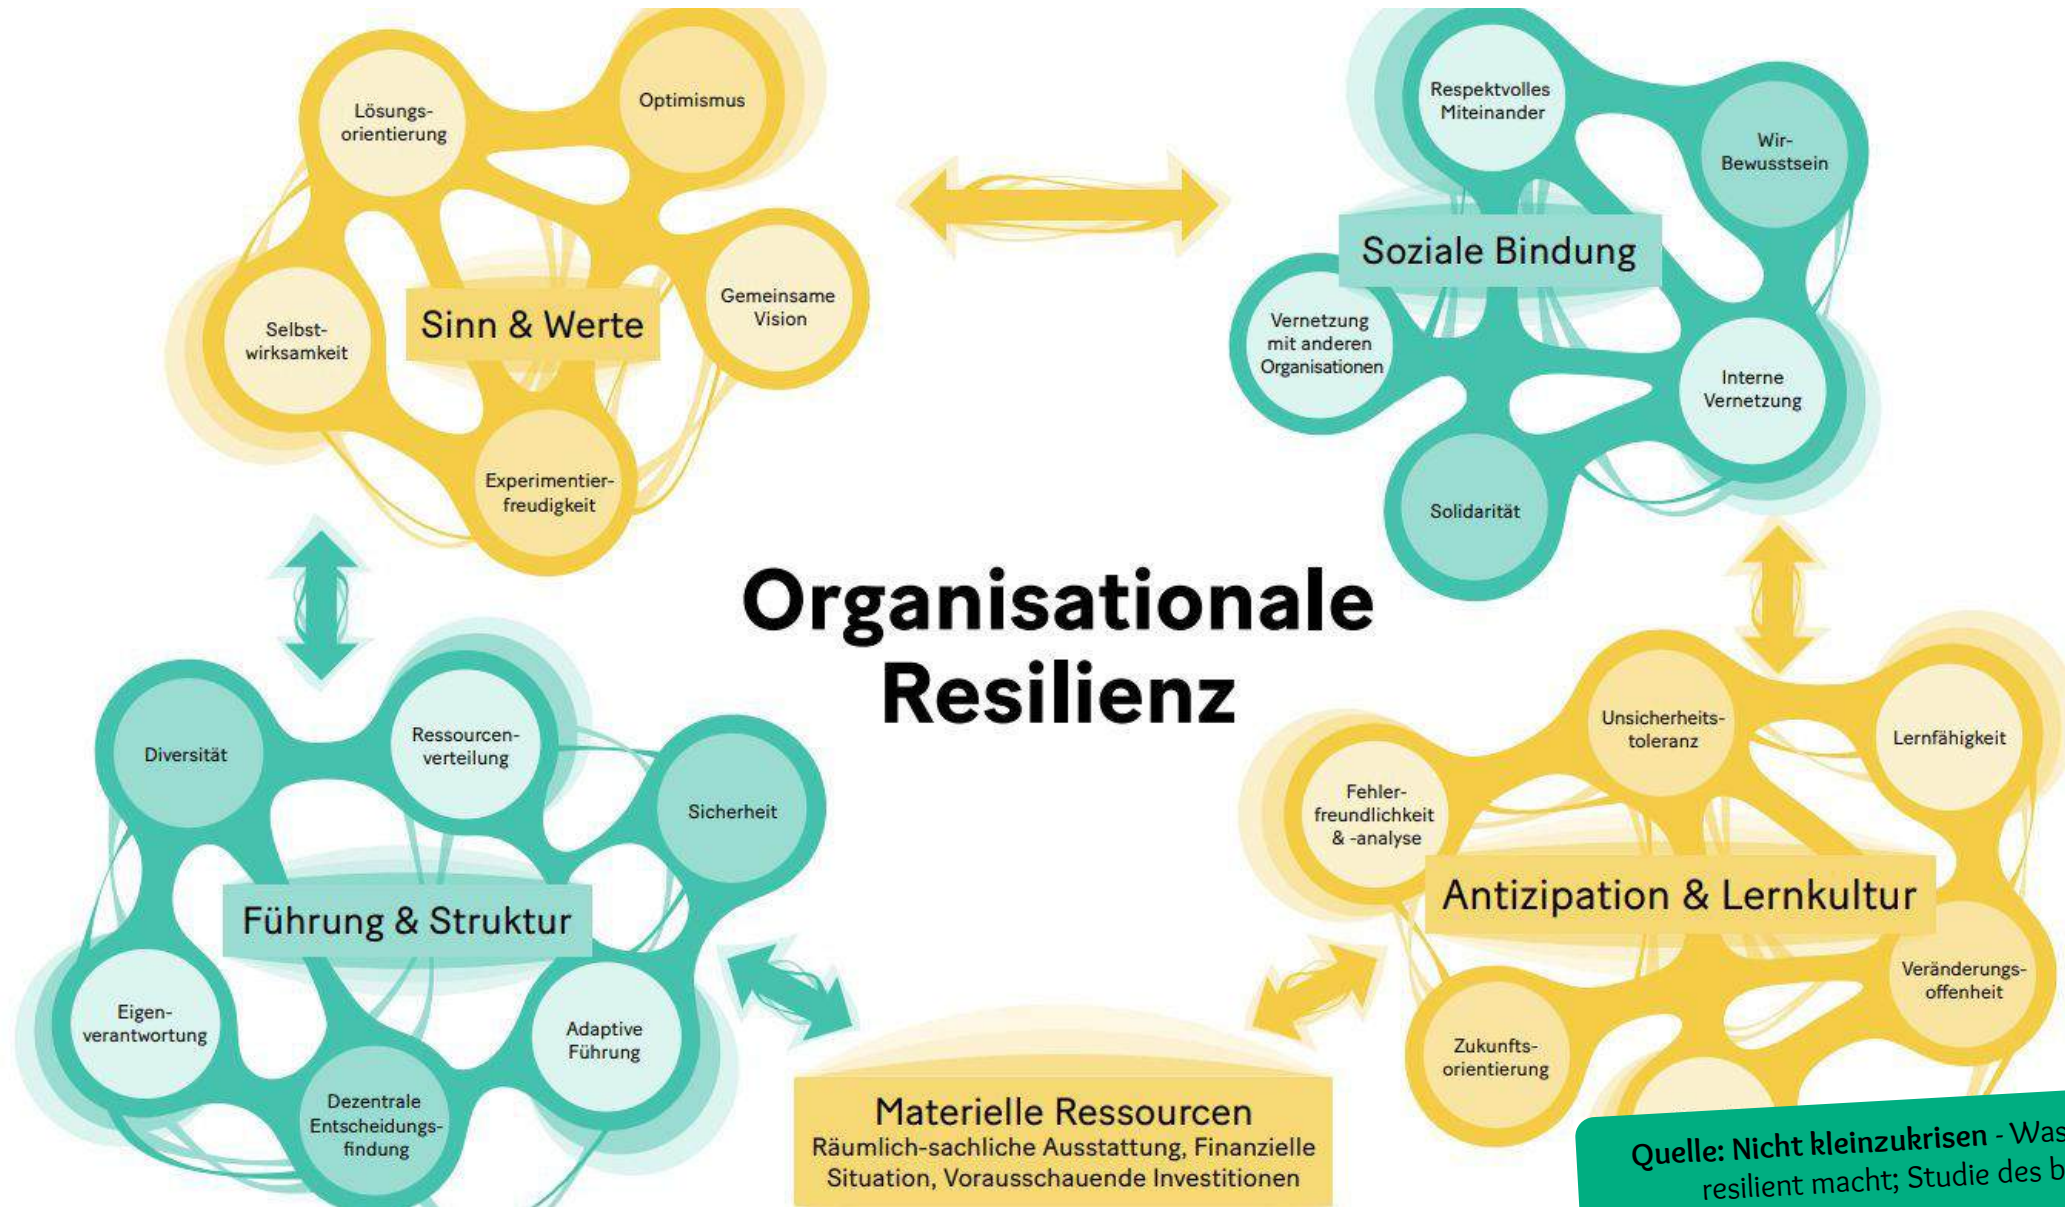 Lösungs-
orientierung
Optimismus
Selbst-
wirksamkeit
Sinn & Werte
Gemeinsame
Vision
Experimentier-
freudigkeit
Respektvolles
Miteinander
Wir-
Bewusstsein
Soziale Bindung
Vernetzung
mit anderen
Organisationen
Interne
Vernetzung
Solidarität
Organisationale
Resilienz
Diversität
Ressourcen-
verteilung
Sicherheit
Führung & Struktur
Eigen-
verantwortung
Adaptive
Führung
Dezentrale
Entscheidungs-
findung
Materielle Ressourcen
Räumlich-sachliche Ausstattung, Finanzielle
Situation, Vorausschauende Investitionen
Unsicherheits-
toleranz
Lernfähigkeit
Fehler-
freundlichkeit
& -analyse
Antizipation & Lernkultur
Veränderungs-
offenheit
Zukunfts-
orientierung
Quelle: Nicht kleinzukrisen - Was
resilient macht; Studie des b